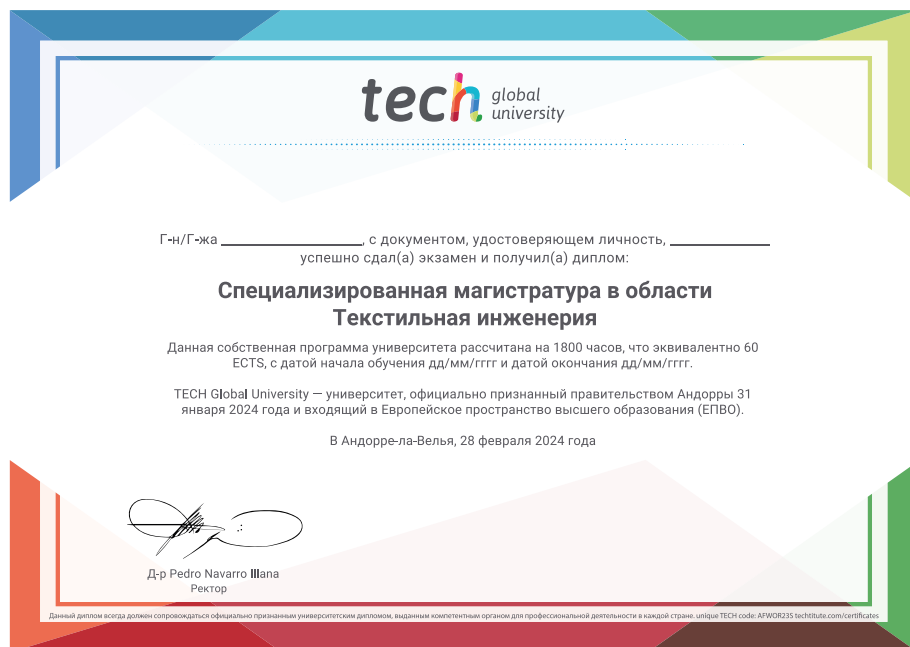 tech global
university
Г-н/Г-жа ____________________, с документом, удостоверяющем личность, ______________
успешно сдал(а) экзамен и получил(а) диплом:
Специализированная магистратура в области
Текстильная инженерия
Данная собственная программа университета рассчитана на 1800 часов, что эквивалентно 60
ECTS, с датой начала обучения дд/мм/гггг и датой окончания дд/мм/гггг.
TECH Global University — университет, официально признанный правительством Андорры 31
января 2024 года и входящий в Европейское пространство высшего образования (ЕПВО).
В Андорре-ла-Велья, 28 февраля 2024 года
Д-р Pedro Navarro Illana
Ректор
Данный диплом всегда должен сопровождаться официально признанным университетским дипломом, выданным компетентным органом для профессиональной деятельности в каждой стране. unique TECH code: AFWOR23S techtitute.com/certificates